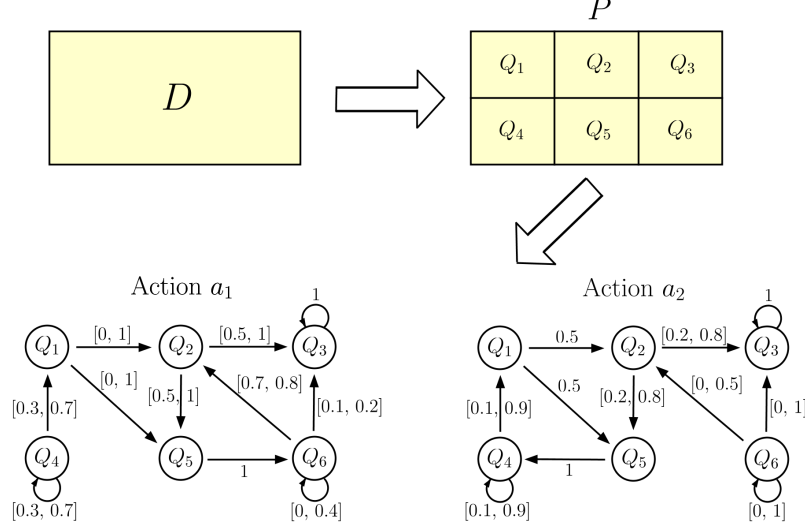 P
D
Q1 Q2 Q3
Q4 Q5 Q6
Action a1
Q1 [0, 1] Q2 [0.5, 1] Q3 1
[0, 1] [0.5, 1] [0.7, 0.8]
[0.3, 0.7] [0.1, 0.2]
Q4 Q5 1 Q6
[0.3, 0.7] [0, 0.4]
Action a2
Q1 0.5 Q2 [0.2, 0.8] Q3 1
0.5 [0.2, 0.8] [0, 0.5]
[0.1, 0.9] [0, 1]
Q4 1 Q5 Q6
[0.1, 0.9] [0, 1]